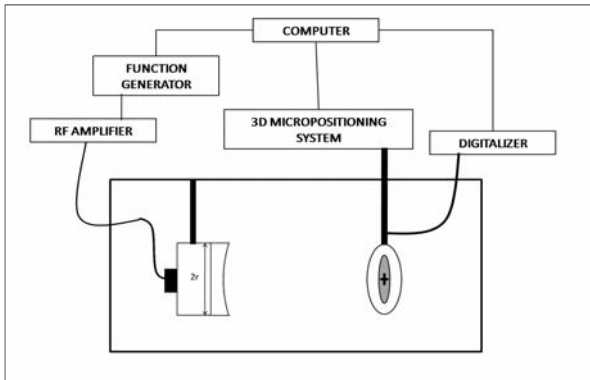 COMPUTER
FUNCTION
GENERATOR
RF AMPLIFIER
3D MICROPOSITIONING
SYSTEM
DIGITALIZER
2r
+